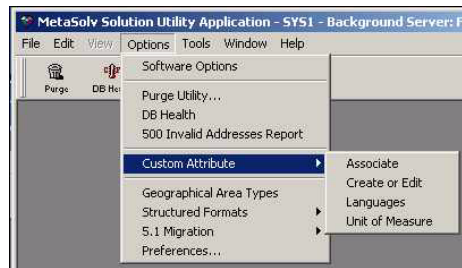 MetaSolv Solution Utility Application - SYS1 - Background Server:
File Edit View Options Tools Window Help
Purge
Software Options
Purge Utility...
DB Health
500 Invalid Addresses Report
Custom Attribute
Geographical Area Types
Structured Formats
5.1 Migration
Preferences...
Associate
Create or Edit
Languages
Unit of Measure